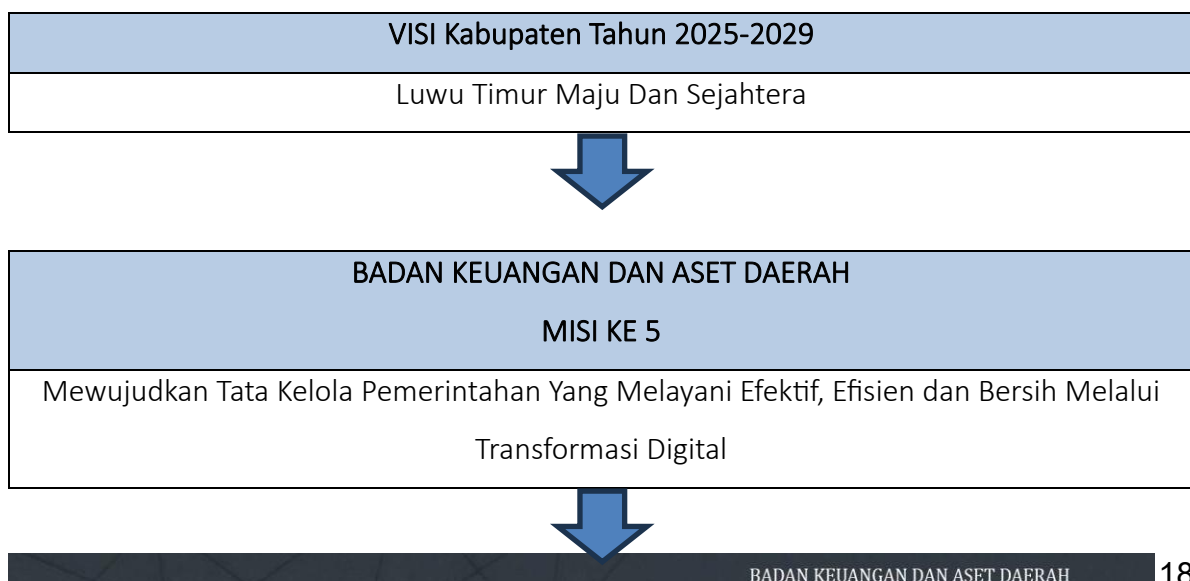 VISI Kabupaten Tahun 2025-2029
Luwu Timur Maju Dan Sejahtera
BADAN KEUANGAN DAN ASET DAERAH
MISI KE 5
Mewujudkan Tata Kelola Pemerintahan Yang Melayani Efektif, Efisien dan Bersih Melalui
Transformasi Digital
BADAN KEUANGAN DAN ASET DAERAH
18